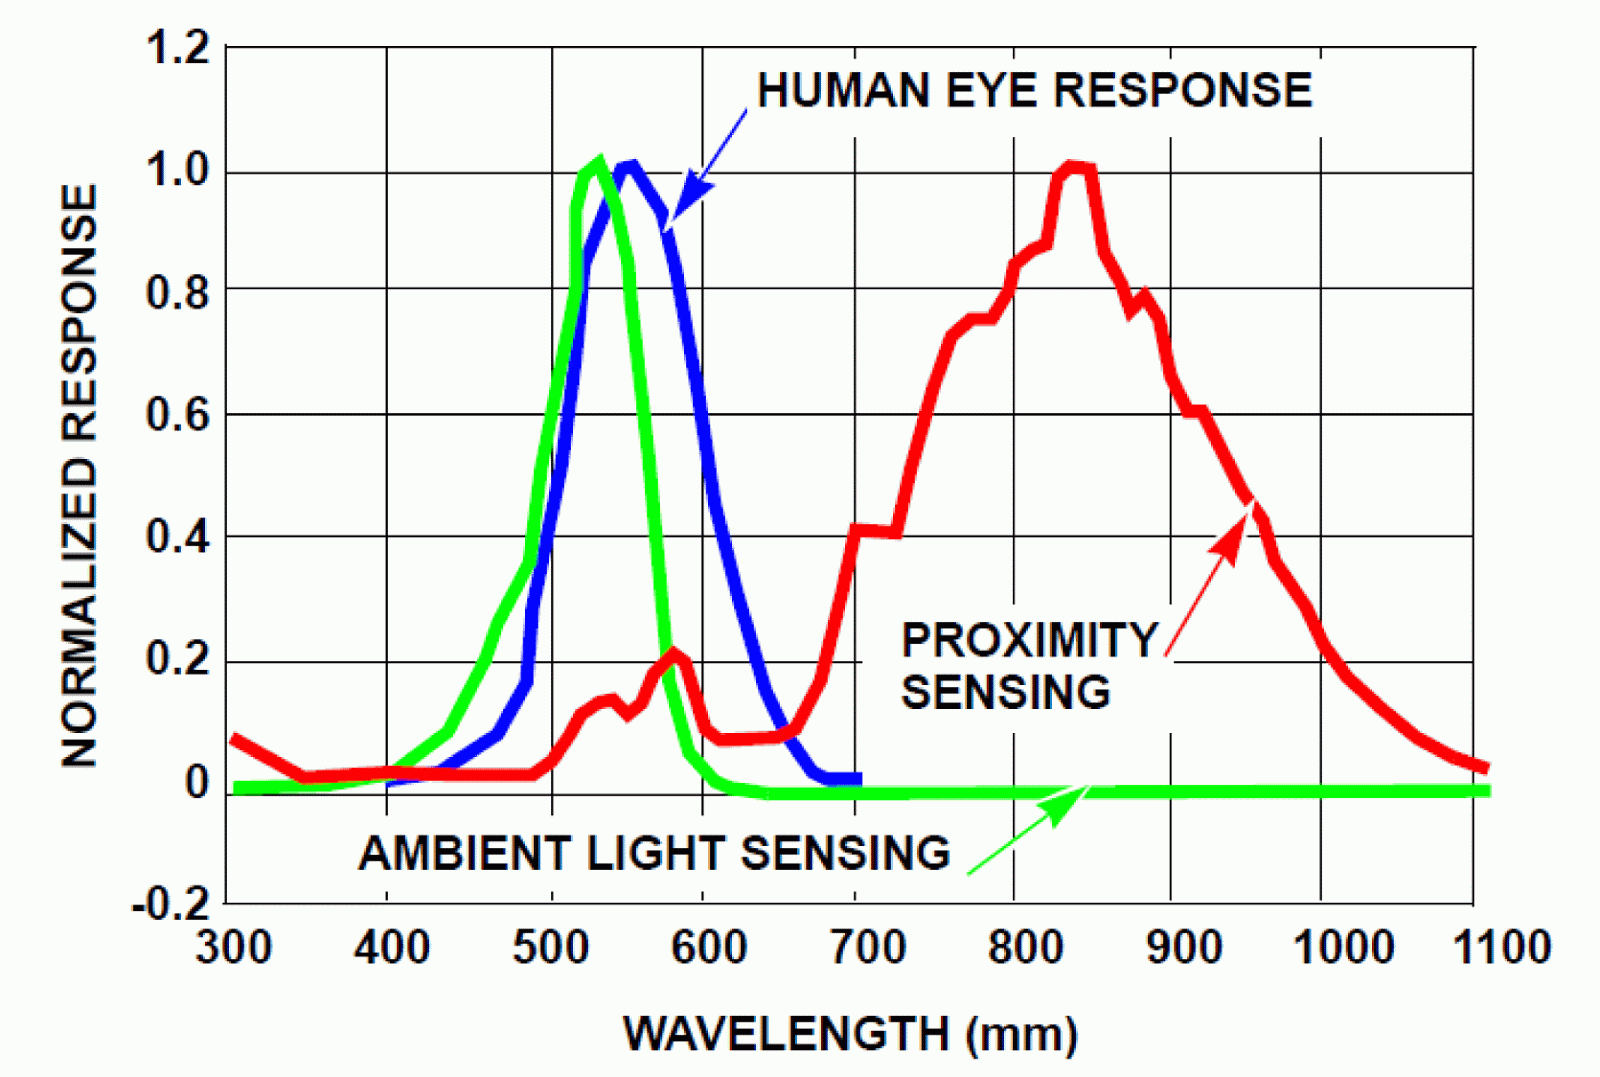 1.2
HUMAN EYE RESPONSE
1.0
0.8
0.6
0.4
0.2
0
-0.2
NORMALIZED RESPONSE
PROXIMITY
SENSING
AMBIENT LIGHT SENSING
300 400 500 600 700 800 900 1000 1100
WAVELENGTH (mm)